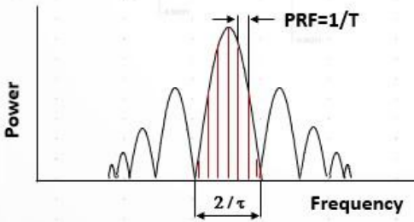 PRF=1/T
Power
2/τ
Frequency